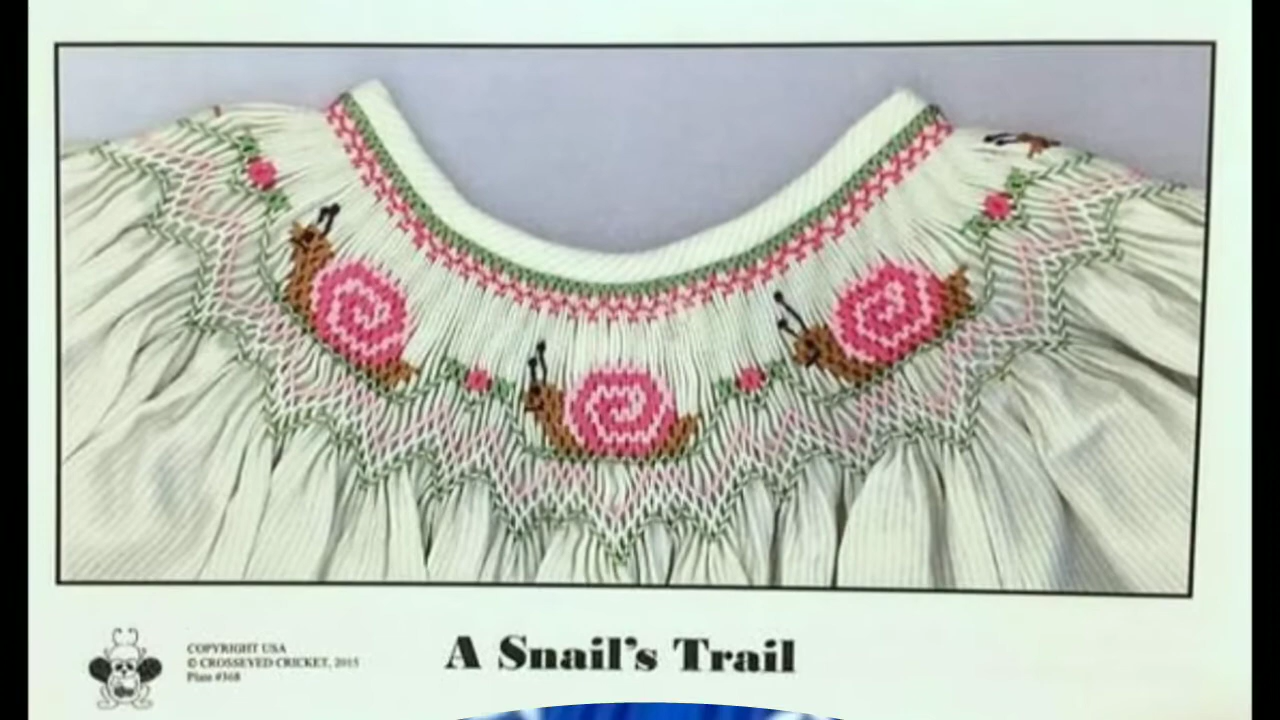 COPYRIGHT USA
© CROSSEYED CRICKET, 2015
Plate #368
A Snail's Trail